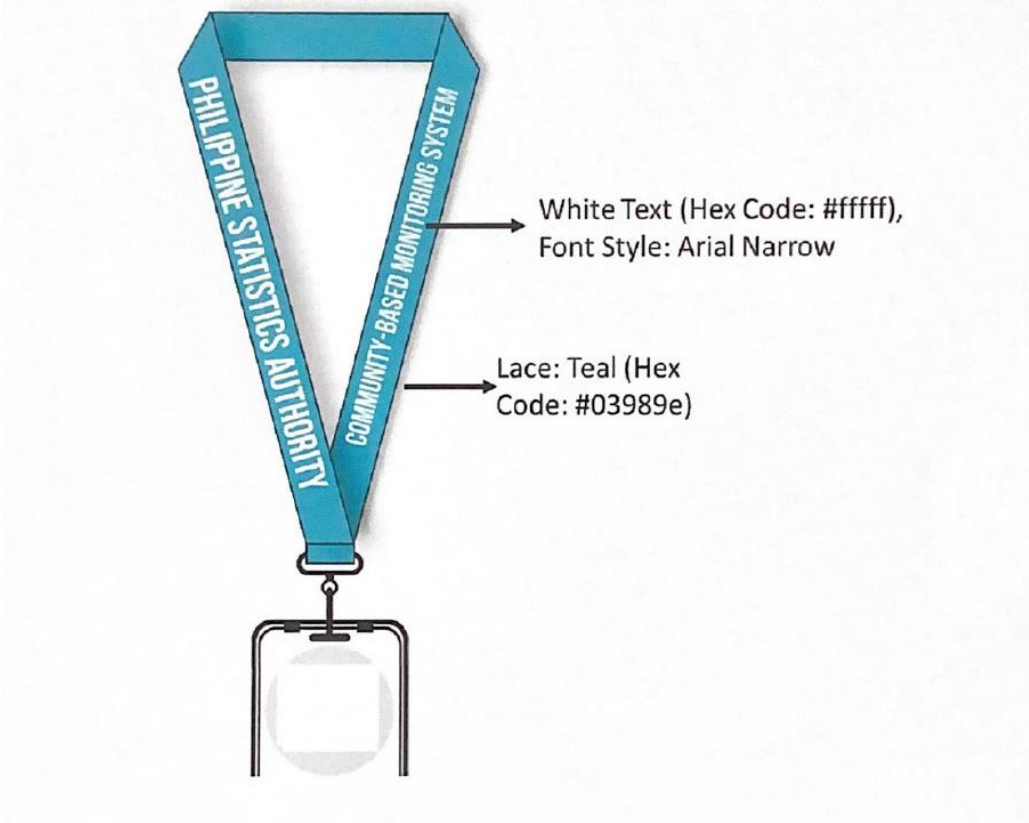 PHILIPPINE STATISTICS AUTHORITY
COMMUNITY-BASED MONITORING SYSTEM
White Text (Hex Code: #fffff),
Font Style: Arial Narrow
Lace: Teal (Hex
Code: #03989e)